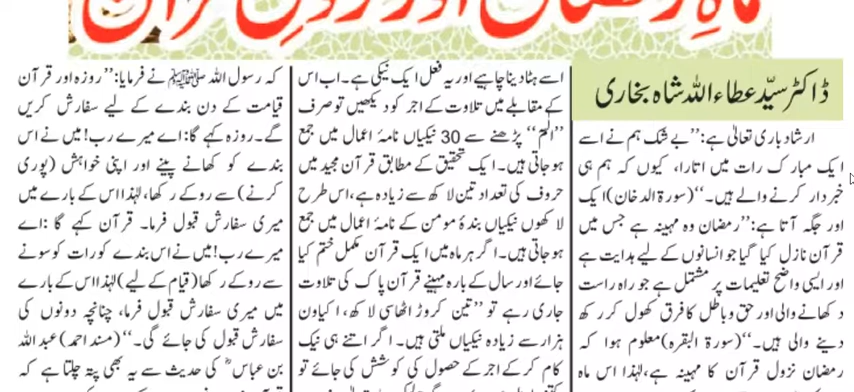 ماہِ رمضان اور نزولِ قرآن
ڈاکٹر سیّد عطاء اللہ شاہ بخاری
ارشاد باری تعالیٰ ہے:’’بے شک ہم نے اسے
ایک مبارک رات میں اتارا، کیوں کہ ہم ہی
خبردار کرنے والے ہیں۔‘‘(سورۃ الدخان)ایک
اور جگہ آتا ہے:’’رمضان وہ مہینہ ہے جس میں
قرآن نازل کیا گیا جو انسانوں کے لیے ہدایت ہے
اور ایسی واضح تعلیمات پر مشتمل ہے جو راہ راست
دکھانے والی اور حق و باطل کا فرق کھول کر رکھ
دینے والی ہیں۔‘‘(سورۃ البقرہ)معلوم ہوا کہ
رمضان نزول قرآن کا مہینہ ہے،لہٰذا اس ماہ
اسے ہٹا دینا چاہیے اور یہ فعل ایک نیکی ہے۔اب اس
کے مقابلے میں تلاوت کے اجر کو دیکھیں تو صرف
’’الٓمٓ‘‘ پڑھنے سے 30 نیکیاں نامۂ اعمال میں جمع
ہو جاتی ہیں۔ایک تحقیق کے مطابق قرآن مجید میں
حروف کی تعداد تین لاکھ سے زیادہ ہے،اس طرح
لاکھوں نیکیاں بندۂ مومن کے نامۂ اعمال میں جمع
ہو جاتی ہیں۔اگر ہر ماہ میں ایک قرآن مکمل ختم کیا
جائے اور سال کے بارہ مہینے قرآن پاک کی تلاوت
جاری رہے تو ’’تین کروڑ اٹھاسی لاکھ، اکیاون
ہزار سے زیادہ نیکیاں ملتی ہیں۔اگر اتنے ہی نیک
کام کر کے اجر کے حصول کی کوشش کی جائے تو
کہ رسول اللہ ﷺ نے فرمایا:’’روزہ اور قرآن
قیامت کے دن بندے کے لیے سفارش کریں
گے۔روزہ کہے گا:اے میرے رب!میں نے اس
بندے کو کھانے پینے اور اپنی خواہش (پوری
کرنے)سے روکے رکھا،لہٰذا اس کے بارے میں
میری سفارش قبول فرما۔ قرآن کہے گا :اے
میرے رب!میں نے اس بندے کو رات کو سونے
سے روکے رکھا(قیام کے لیے)لہٰذا اس کے بارے
میں میری سفارش قبول فرما، چنانچہ دونوں کی
سفارش قبول کی جائے گی۔‘‘(مسند احمد)عبد اللہ
بن عباسؓ کی حدیث سے یہ بھی پتہ چلتا ہے کہ